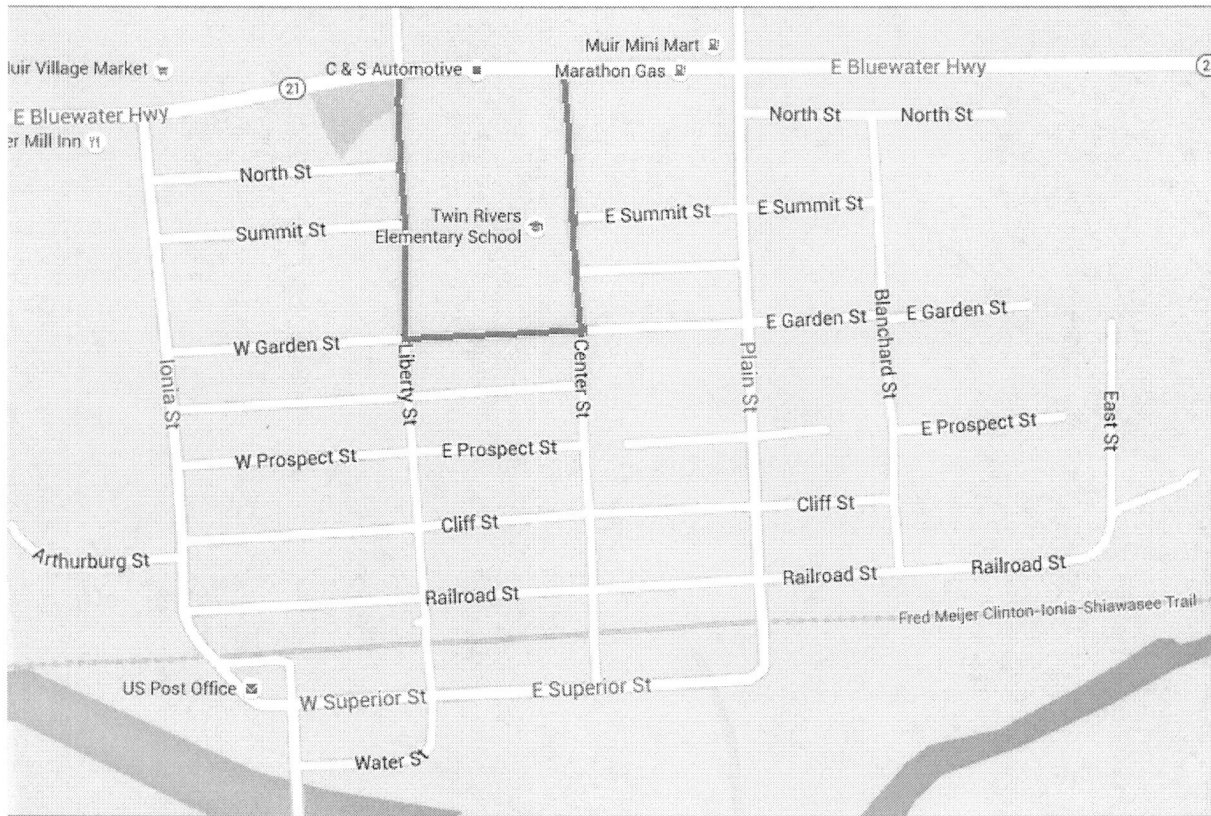 Muir Mini Mart
Muir Village Market
C & S Automotive
Marathon Gas
E Bluewater Hwy
21
E Bluewater Hwy
Mill Inn
North St
North St
North St
E Summit St
E Summit St
Summit St
Twin Rivers
Elementary School
W Garden St
E Garden St
E Garden St
Ionia St
Liberty St
Center St
Plain St
Blanchard St
East St
W Prospect St
E Prospect St
E Prospect St
Cliff St
Cliff St
Arthurburg St
Railroad St
Railroad St
Railroad St
Fred Meijer Clinton-Ionia-Shiawasee Trail
US Post Office
W Superior St
E Superior St
Water St